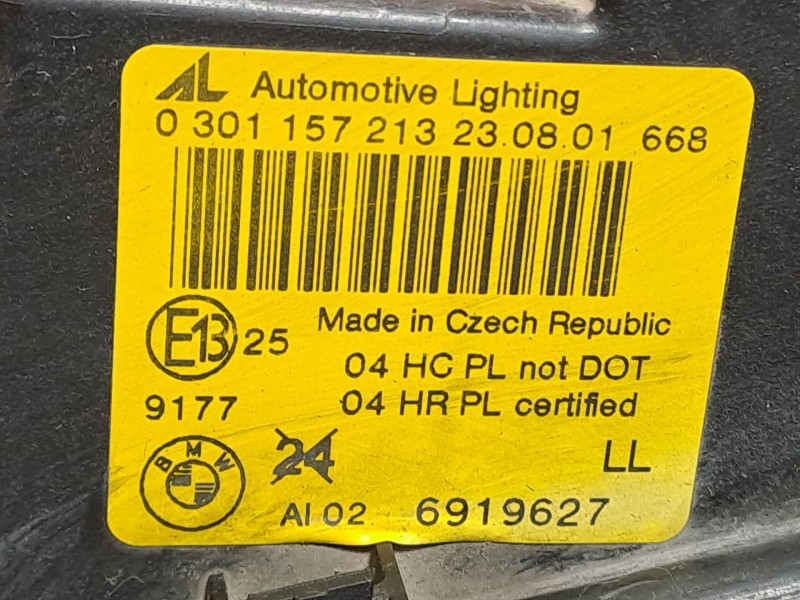 AL Automotive Lighting
0 301 157 213 23.08.01 668
Made in Czech Republic
E13 25
04 HC PL not DOT
9177 04 HR PL certified
BMW 24 LL
AI 02 6919627